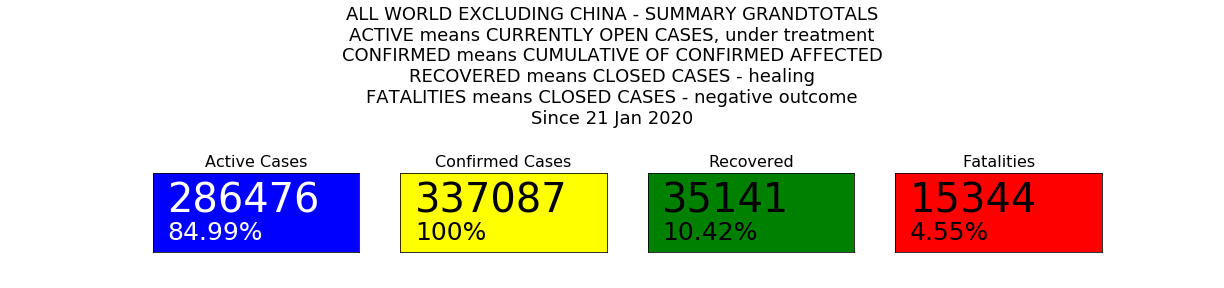 ALL WORLD EXCLUDING CHINA - SUMMARY GRANDTOTALS
ACTIVE means CURRENTLY OPEN CASES, under treatment
CONFIRMED means CUMULATIVE OF CONFIRMED AFFECTED
RECOVERED means CLOSED CASES - healing
FATALITIES means CLOSED CASES - negative outcome
Since 21 Jan 2020
Active Cases
286476
84.99%
Confirmed Cases
337087
100%
Recovered
35141
10.42%
Fatalities
15344
4.55%